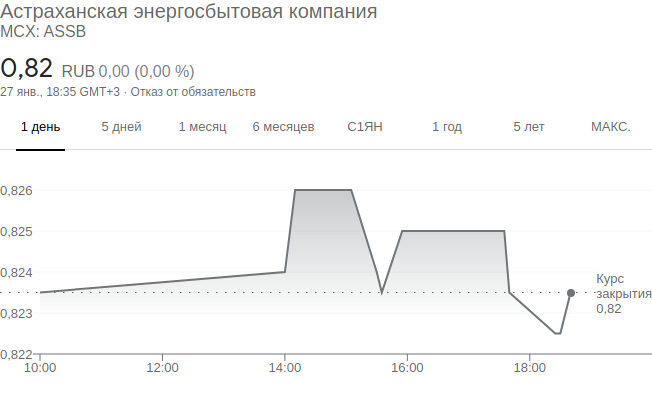 Астраханская энергосбытовая компания
MCX: ASSB
0,82 RUB 0,00 (0,00 %)
27 янв., 18:35 GMT+3 · Отказ от обязательств
1 день 5 дней 1 месяц 6 месяцев С1ЯН 1 год 5 лет МАКС.
0,826
0,825
0,824
Курс
закрытия
0,82
0,823
0,822
10:00 12:00 14:00 16:00 18:00